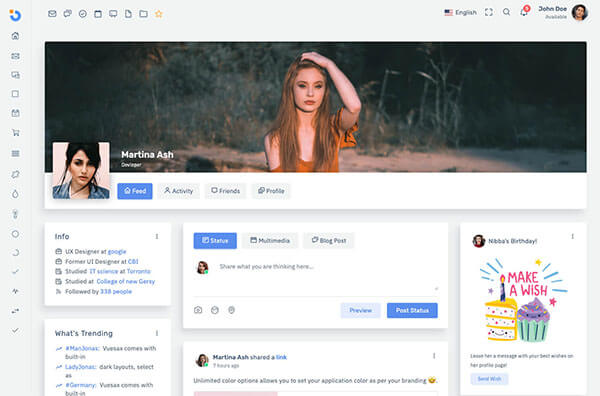 English
5
John Doe
Available
Martina Ash
Devloper
Feed
Activity
Friends
Profile
Info
UX Designer at google
Former UI Designer at CBI
Studied IT science at Torronto
Studied at College of new Gersy
Followed by 338 people
What's Trending
#ManJonas: Vuesax comes with
built-in
LadyJonas: dark layouts, select
as
#Germany: Vuesax comes with
built-in
Status
Multimedia
Blog Post
Share what you are thinking here...
Preview
Post Status
Martina Ash shared a link
7 hours ago
Unlimited color options allows you to set your application color as per your branding 🤪.
Nibba's Birthday!
MAKE
A WISH
Leave her a message with your best wishes on
her profile page!
Send Wish